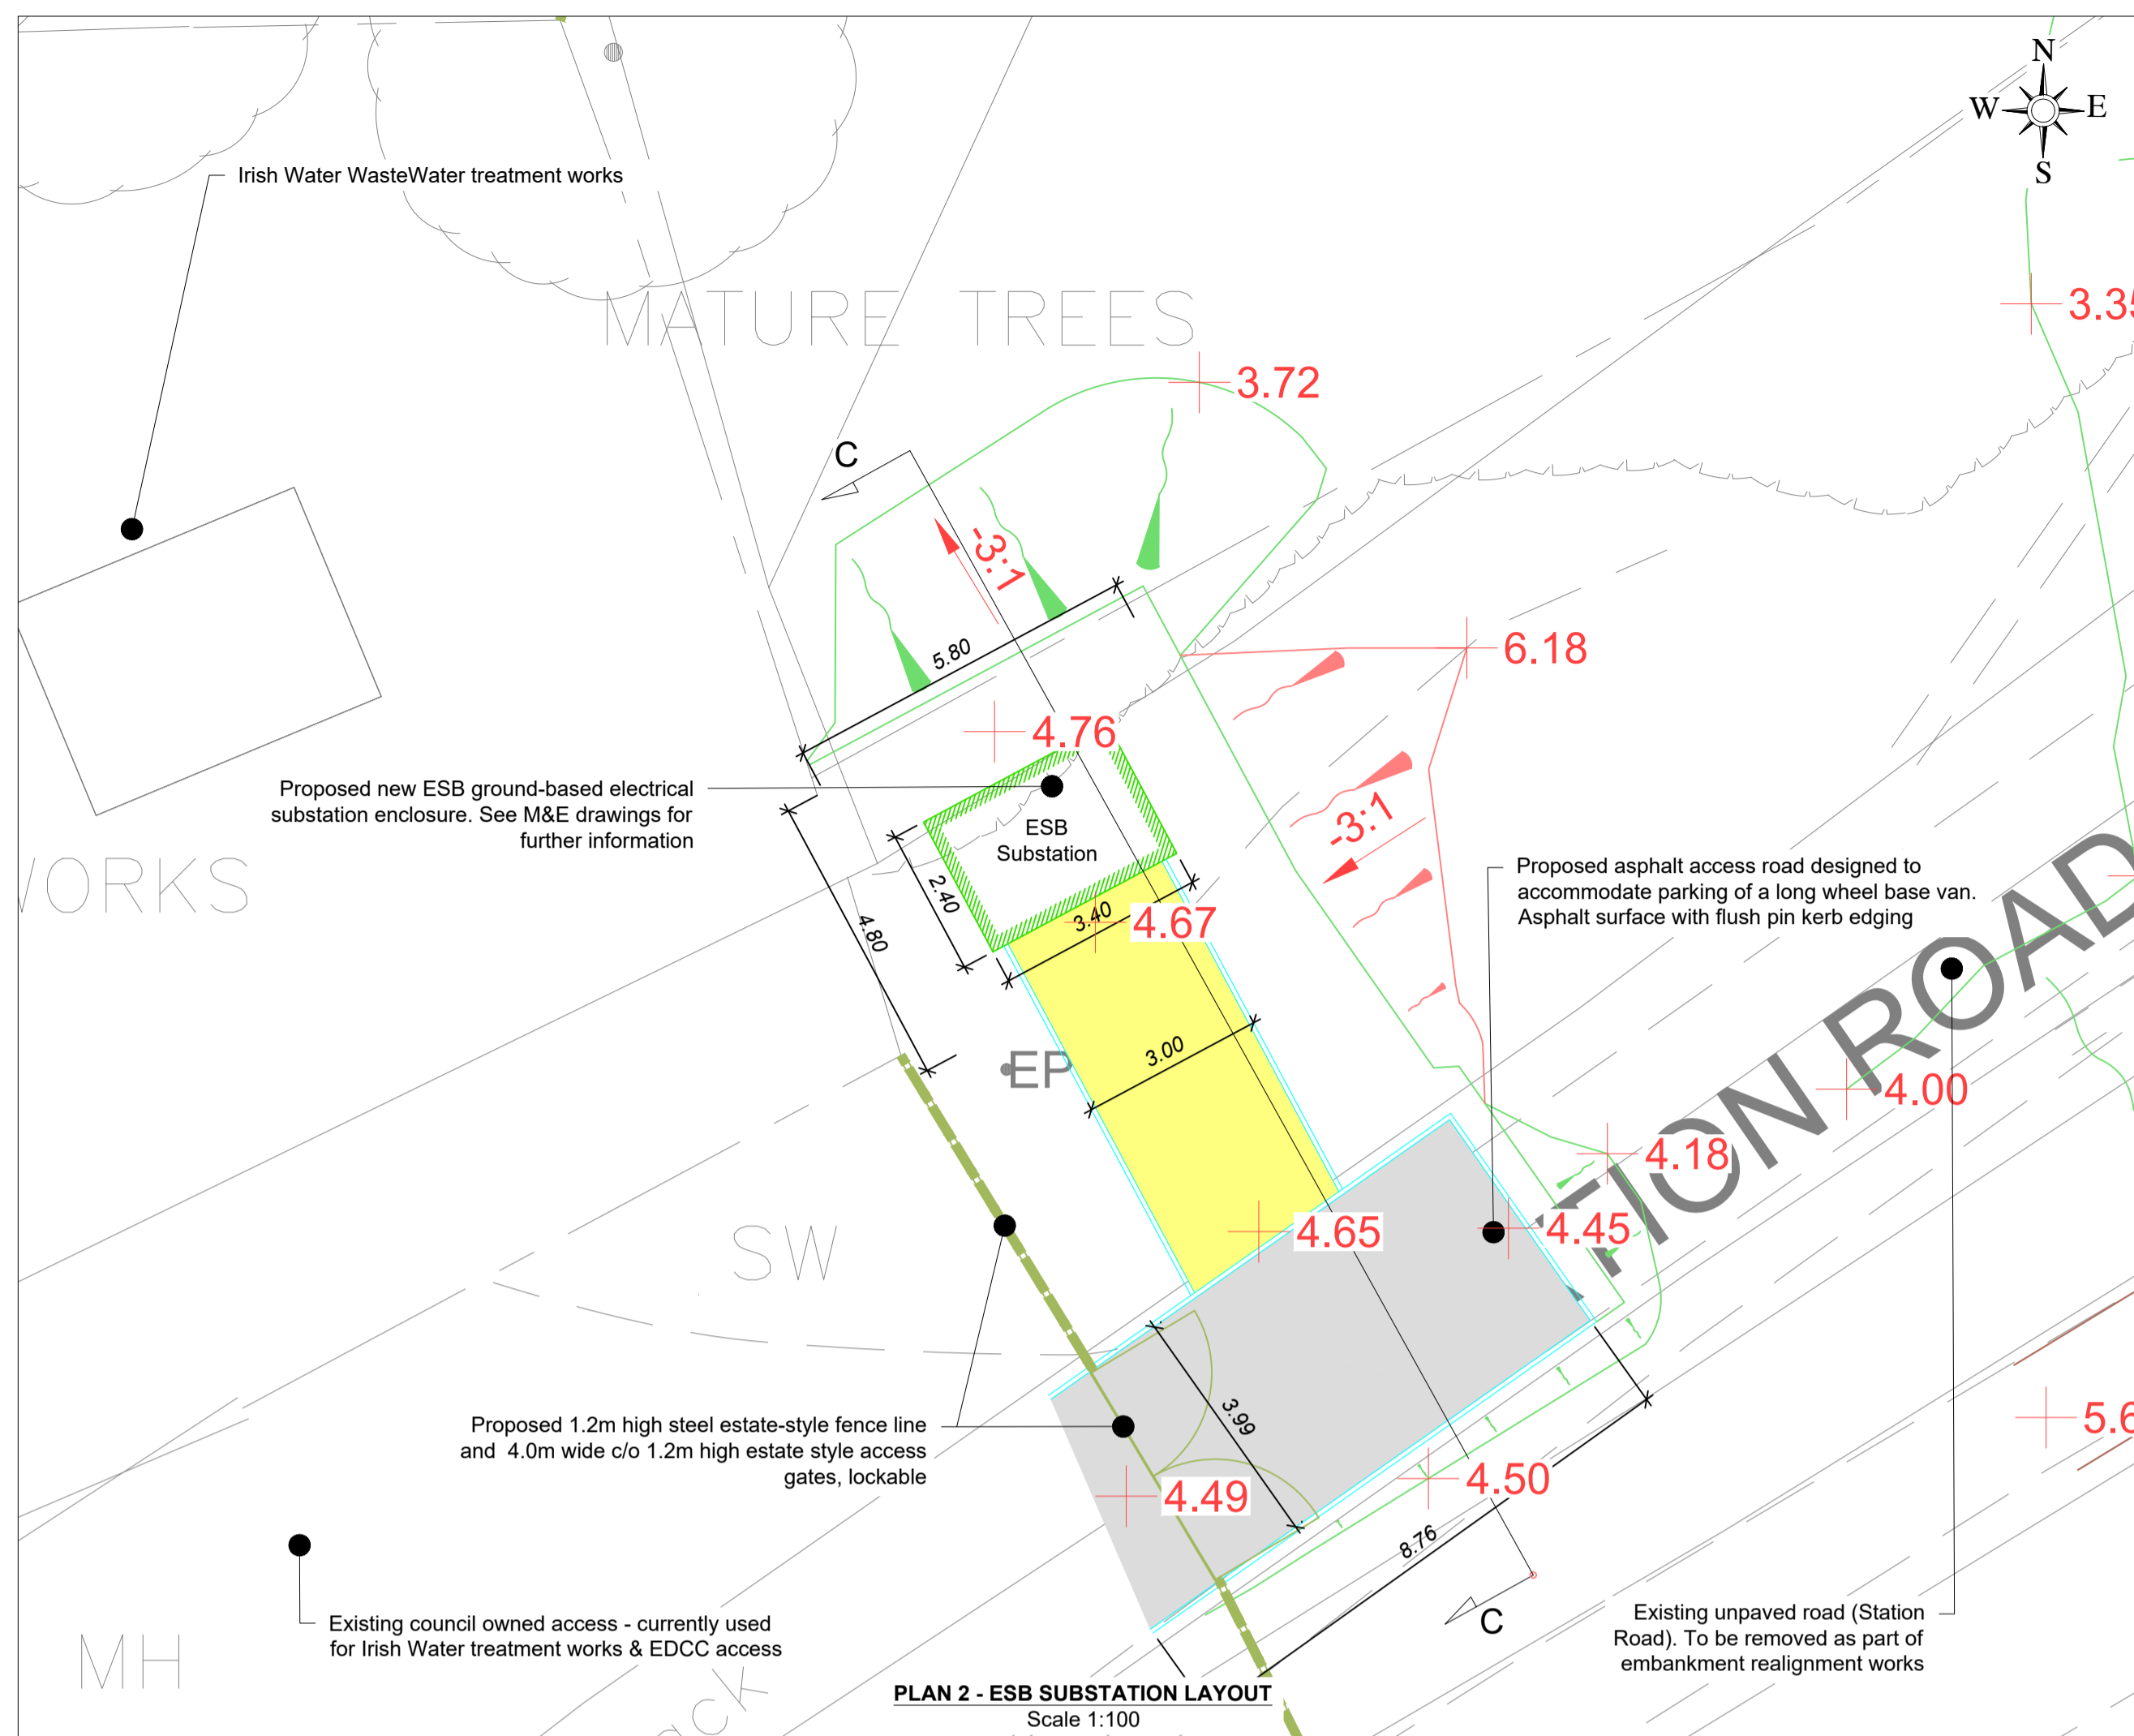 N
W E
S
Irish Water WasteWater treatment works
MATURE TREES
3.72
C
-3:1
5.80
6.18
4.76
Proposed new ESB ground-based electrical
substation enclosure. See M&E drawings for
further information
ESB
Substation
-3:1
2.40
4.80
3.40
4.67
Proposed asphalt access road designed to
accommodate parking of a long wheel base van.
Asphalt surface with flush pin kerb edging
3.00
EP
4.00
4.18
4.65
4.45
SW
3.99
Proposed 1.2m high steel estate-style fence line
and 4.0m wide c/o 1.2m high estate style access
gates, lockable
4.49
4.50
8.76
C
Existing council owned access - currently used
for Irish Water treatment works & EDCC access
Existing unpaved road (Station
Road). To be removed as part of
embankment realignment works
MH
PLAN 2 - ESB SUBSTATION LAYOUT
Scale 1:100
ROAD